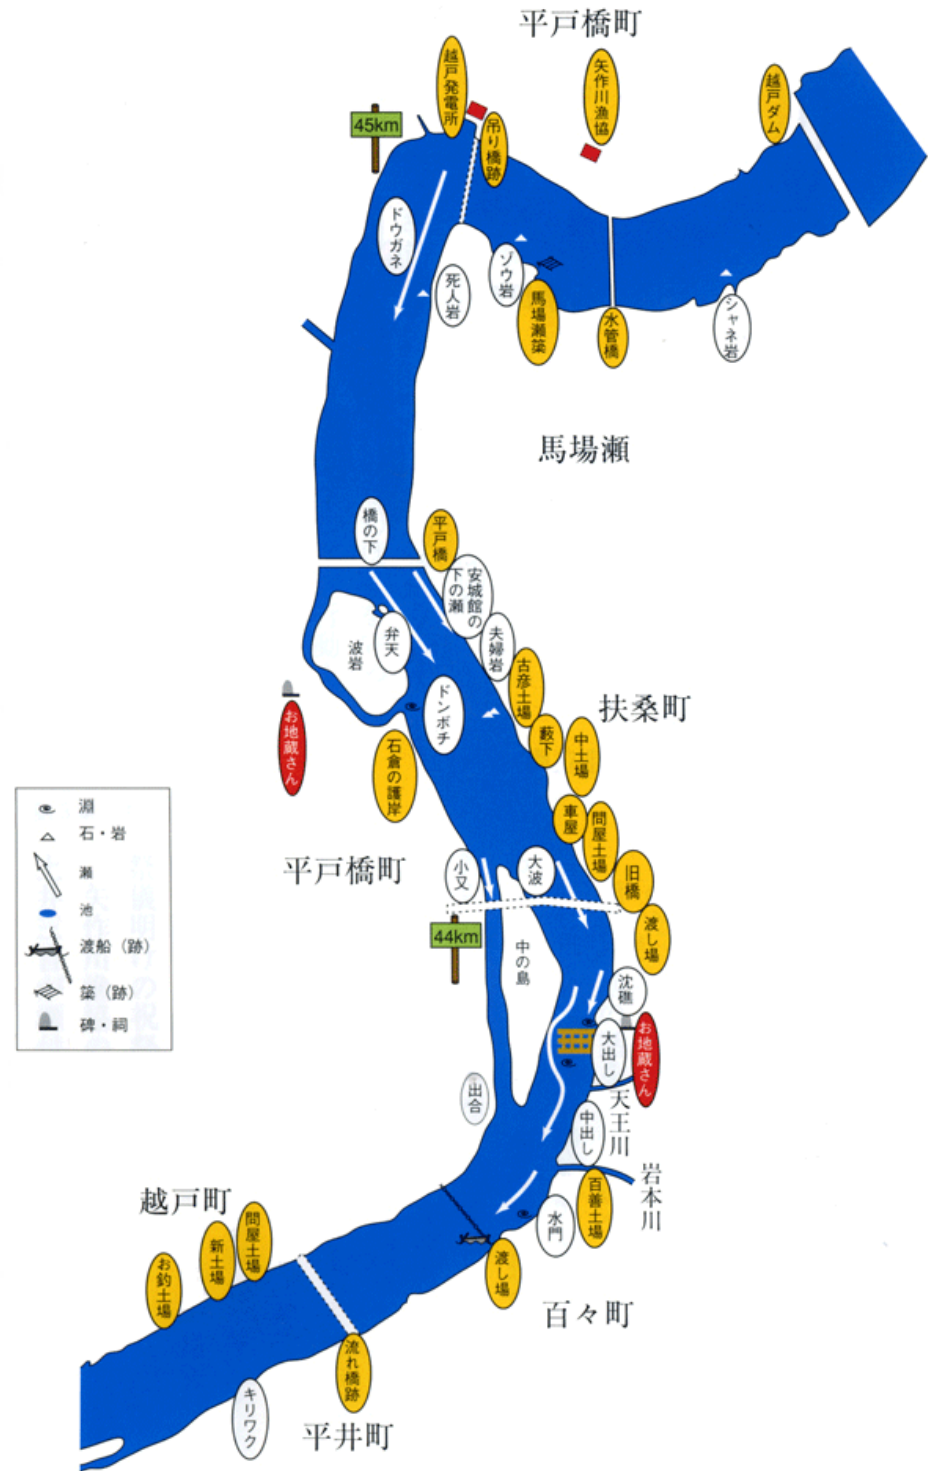 平戸橋町
越戸発電所
矢作川漁協
越戸ダム
45km
吊り橋跡
ドウガネ
死人岩
ゾウ岩
馬場瀬簗
水管橋
シャネ岩
馬場瀬
橋の下
平戸橋
安城館の
下の瀬
弁天
波岩
夫婦岩
古彦土場
ドンボチ
扶桑町
お地蔵さん
石倉の護岸
藪下
中土場
車屋
問屋土場
平戸橋町
小又
大波
旧橋
渡し場
44km
中の島
沈礁
大出し
お地蔵さん
天王川
出合
中出し
岩本川
百善土場
水門
渡し場
百々町
越戸町
問屋土場
新土場
お釣土場
流れ橋跡
キリワク
平井町
淵
石・岩
瀬
池
渡船（跡）
簗（跡）
碑・祠